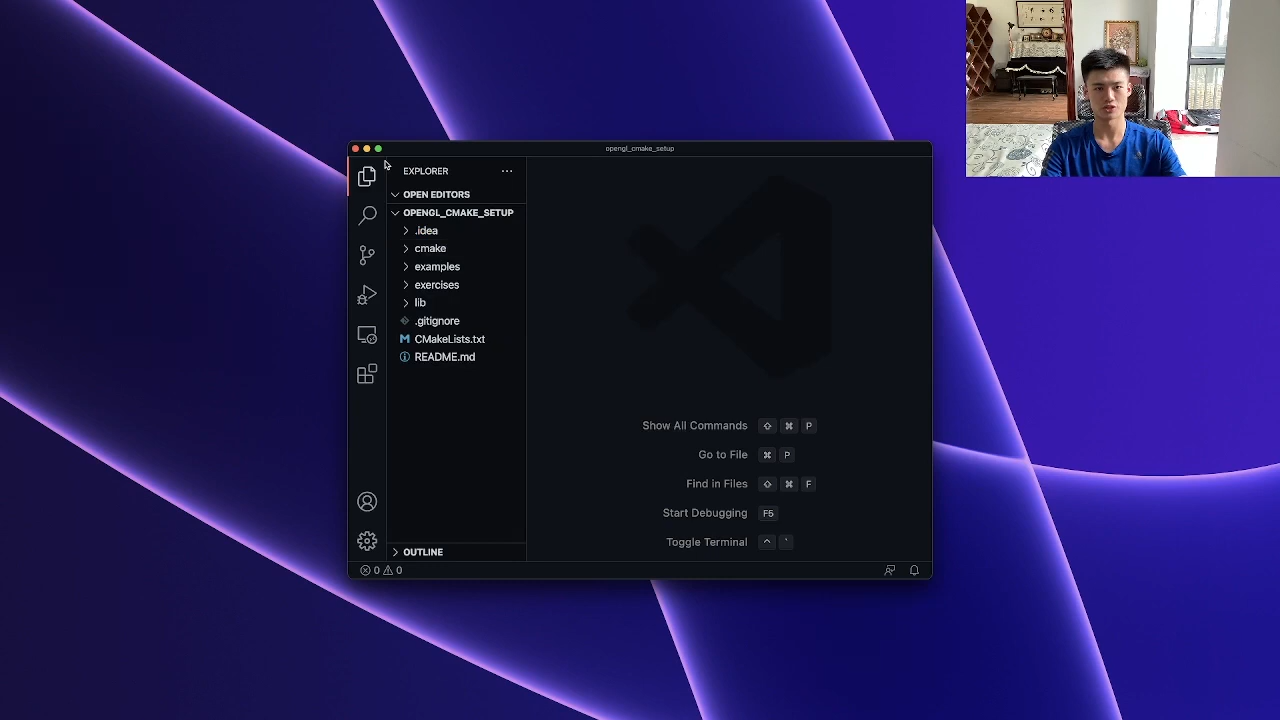 opengl_cmake_setup
EXPLORER
OPEN EDITORS
OPENGL_CMAKE_SETUP
.idea
cmake
examples
exercises
lib
.gitignore
CMakeLists.txt
README.md
Show All Commands ⇧ ⌘ P
Go to File ⌘ P
Find in Files ⇧ ⌘ F
Start Debugging F5
Toggle Terminal ^ `
OUTLINE
0 0